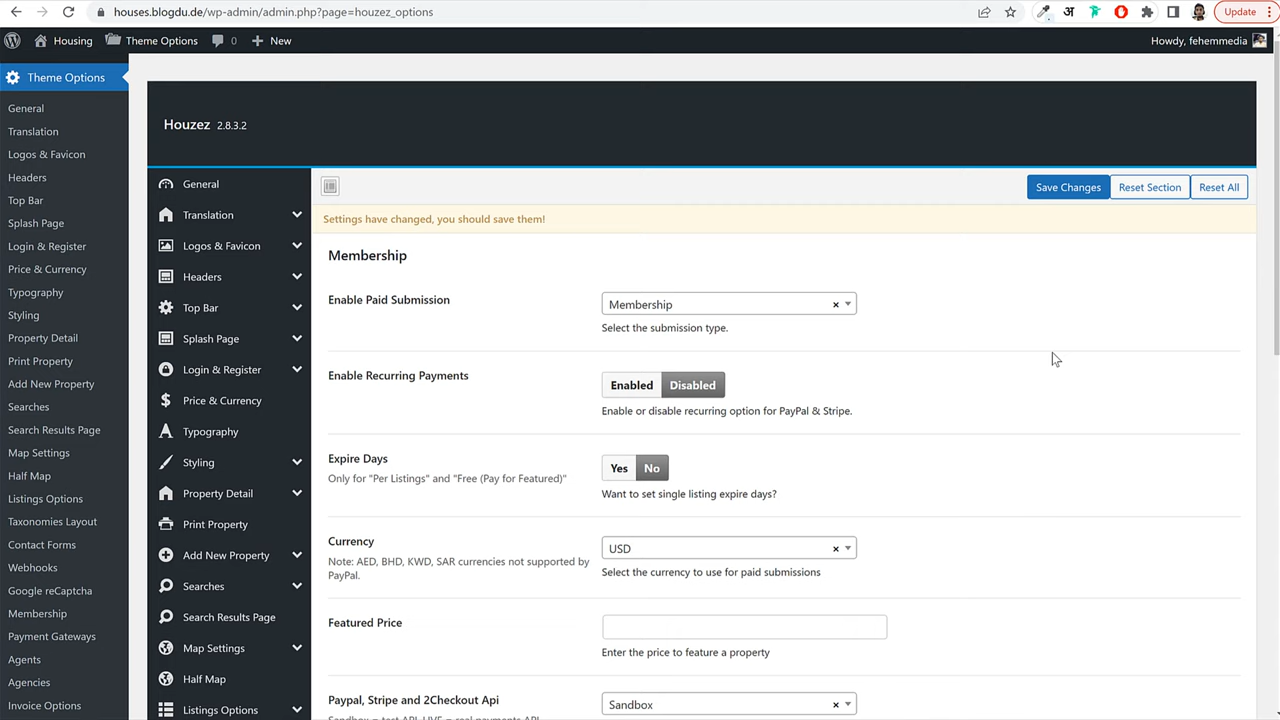 houses.blogdu.de/wp-admin/admin.php?page=houzez_options
अ
Update
Housing
Theme Options
0
New
Howdy, fehemmedia
Theme Options
General
Translation
Logos & Favicon
Headers
Top Bar
Splash Page
Login & Register
Price & Currency
Typography
Styling
Property Detail
Print Property
Add New Property
Searches
Search Results Page
Map Settings
Half Map
Listings Options
Taxonomies Layout
Contact Forms
Webhooks
Google reCaptcha
Membership
Payment Gateways
Agents
Agencies
Invoice Options
Houzez 2.8.3.2
General
Translation
Logos & Favicon
Headers
Top Bar
Splash Page
Login & Register
Price & Currency
Typography
Styling
Property Detail
Print Property
Add New Property
Searches
Search Results Page
Map Settings
Half Map
Listings Options
Save Changes
Reset Section
Reset All
Settings have changed, you should save them!
Membership
Enable Paid Submission
Membership
Select the submission type.
Enable Recurring Payments
Enabled
Disabled
Enable or disable recurring option for PayPal & Stripe.
Expire Days
Only for "Per Listings" and "Free (Pay for Featured)"
Yes
No
Want to set single listing expire days?
Currency
Note: AED, BHD, KWD, SAR currencies not supported by
PayPal.
USD
Select the currency to use for paid submissions
Featured Price
Enter the price to feature a property
Paypal, Stripe and 2Checkout Api
Sandbox = test API. LIVE = real payments API
Sandbox